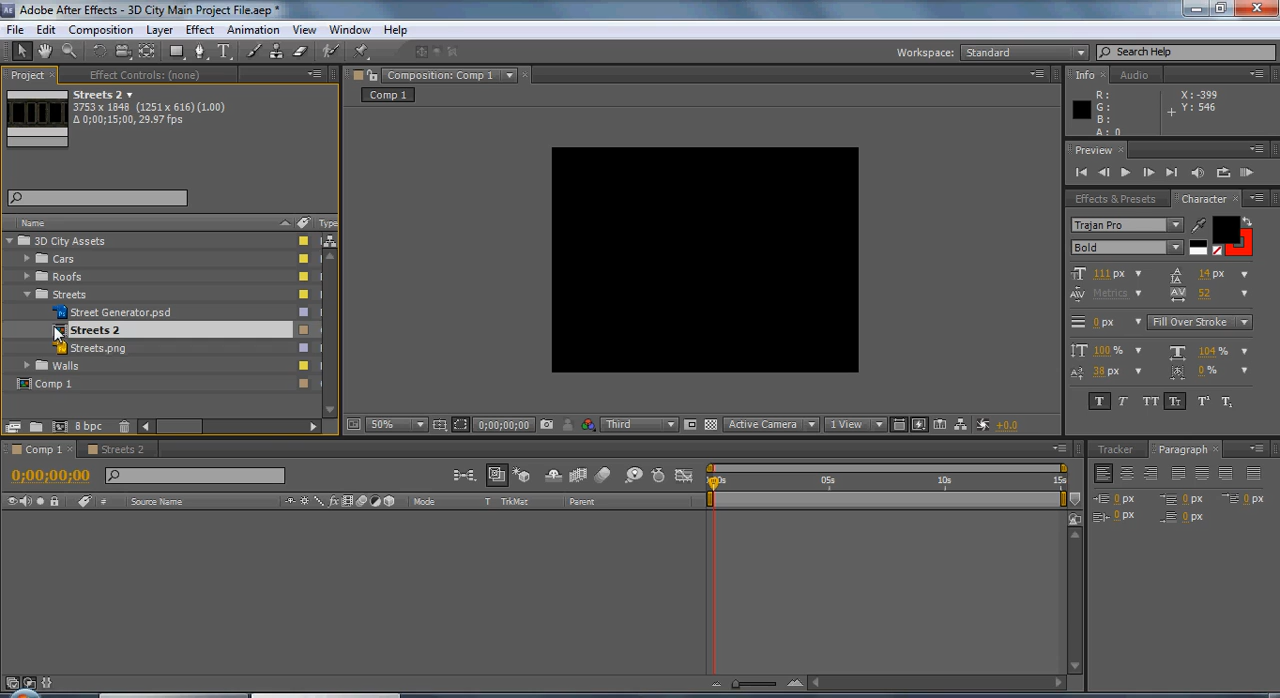 Adobe After Effects - 3D City Main Project File.aep *
File Edit Composition Layer Effect Animation View Window Help
Workspace: Standard Search Help
Project Effect Controls: (none)
Streets 2
3753 x 1848 (1251 x 616) (1.00)
Δ 0;00;15;00, 29.97 fps
Name Type
3D City Assets
Cars
Roofs
Streets
Street Generator.psd
Streets 2
Streets.png
Walls
Comp 1
8 bpc
Composition: Comp 1
Comp 1
50% 0;00;00;00 Third Active Camera 1 View +0.0
Info Audio
R: X: -399
G: Y: 546
B:
A: 0
Preview
Effects & Presets Character
Trajan Pro
Bold
111 px 14 px
Metrics 52
0 px Fill Over Stroke
100 % 104 %
38 px 0 %
T T TT Tt T¹ T₁
Comp 1 Streets 2
0;00;00;00
# Source Name Mode T TrkMat Parent
05s 10s 15s
Tracker Paragraph
0 px 0 px 0 px
0 px 0 px